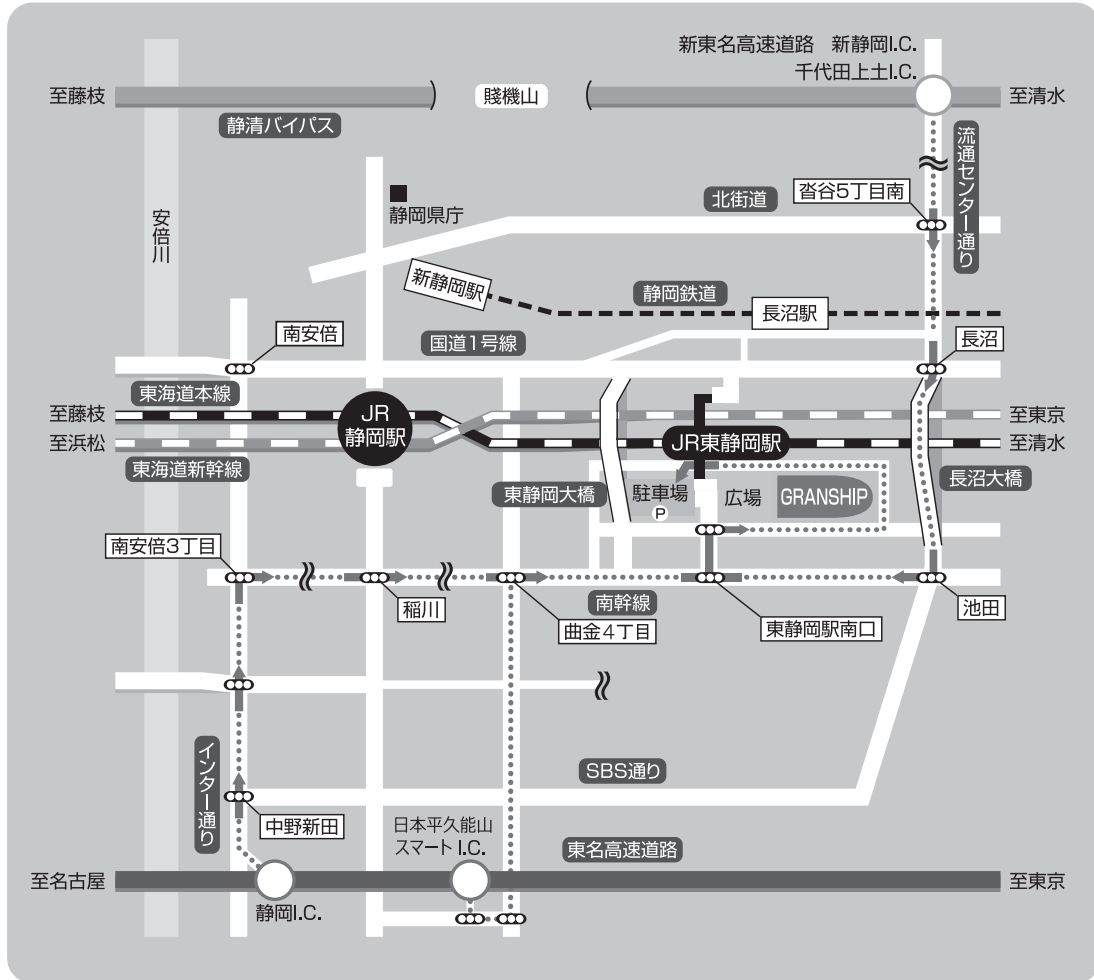 新東名高速道路 新静岡I.C.
千代田上土I.C.
至藤枝
賤機山
至清水
静清バイパス
流通センター通り
沓谷5丁目南
北街道
静岡県庁
安倍川
新静岡駅
静岡鉄道
長沼駅
南安倍
国道1号線
長沼
東海道本線
至藤枝
JR
静岡駅
至東京
至浜松
JR東静岡駅
至清水
東海道新幹線
東静岡大橋
駐車場
P
広場
GRANSHIP
長沼大橋
南安倍3丁目
稲川
南幹線
曲金4丁目
東静岡駅南口
池田
インター通り
SBS通り
中野新田
日本平久能山
スマートI.C.
東名高速道路
至名古屋
至東京
静岡I.C.